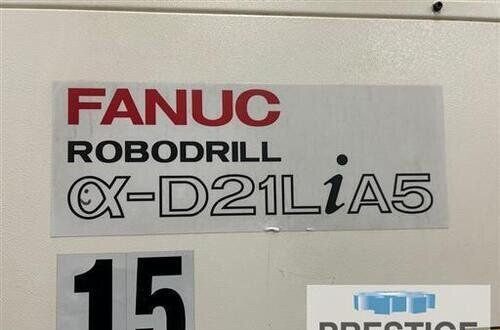 FANUC
ROBODRILL
α-D21LiA5
15
PRESTIGE